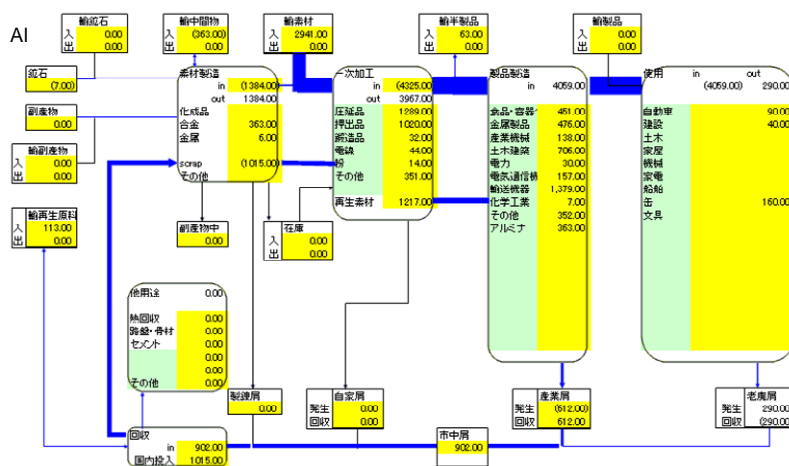 Al
輸鉱石
入 0.00
出 0.00
輸中間物
(363.00)
0.00
輸素材
2941.00
0.00
輸半製品
63.00
0.00
輸製品
入 0.00
出 0.00
鉱石
(7.00)
副産物
0.00
輸副産物
入 0.00
出 0.00
輸再生原料
入 113.00
出 0.00
素材製造
in (1384.00)
out 1384.00
化成品
合金 363.00
金属 6.00
scrap (1015.00)
その他
一次加工
in (4325.00)
out 3967.00
圧延品 1289.00
押出品 1020.00
鋳造品 32.00
電線 44.00
粉 14.00
その他 351.00
再生素材 1217.00
製品製造
in 4059.00
食品・容器 451.00
金属製品 476.00
産業機械 138.00
土木建築 706.00
電力 30.00
電気通信機 157.00
輸送機器 1,379.00
化学工業 7.00
その他 352.00
アルミナ 363.00
使用 in out
(4059.00) 290.00
自動車 90.00
建設 40.00
土木
家屋
機械
家電
船舶
缶 160.00
文具
副産物中
0.00
在庫
入 0.00
出 0.00
他用途 0.00
熱回収 0.00
路盤・骨材 0.00
セメント 0.00
0.00
0.00
その他 0.00
製錬屑
0.00
自家屑
発生 0.00
回収 0.00
産業屑
発生 (612.00)
回収 612.00
老廃屑
発生 290.00
回収 (290.00)
回収
in 902.00
国内投入 1015.00
市中屑
902.00